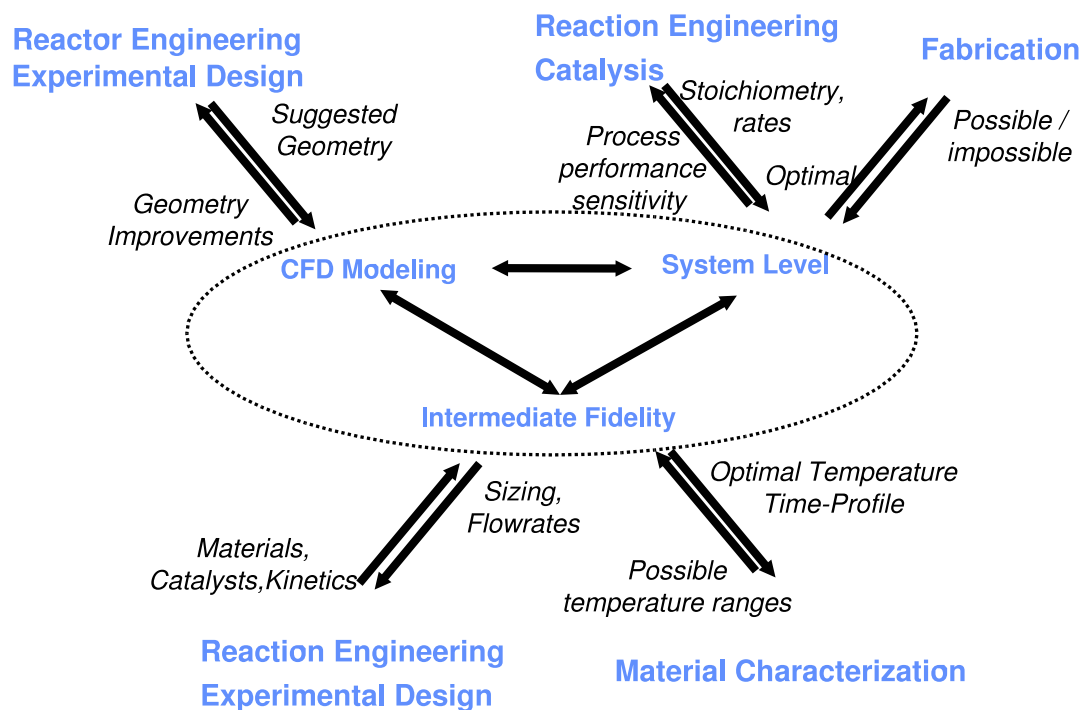 Reactor Engineering
Experimental Design
Reaction Engineering
Catalysis
Fabrication
Suggested
Geometry
Stoichiometry,
rates
Possible /
impossible
Process
performance
sensitivity
Optimal
Geometry
Improvements
CFD Modeling
System Level
Intermediate Fidelity
Sizing,
Flowrates
Optimal Temperature
Time-Profile
Materials,
Catalysts,Kinetics
Possible
temperature ranges
Reaction Engineering
Experimental Design
Material Characterization